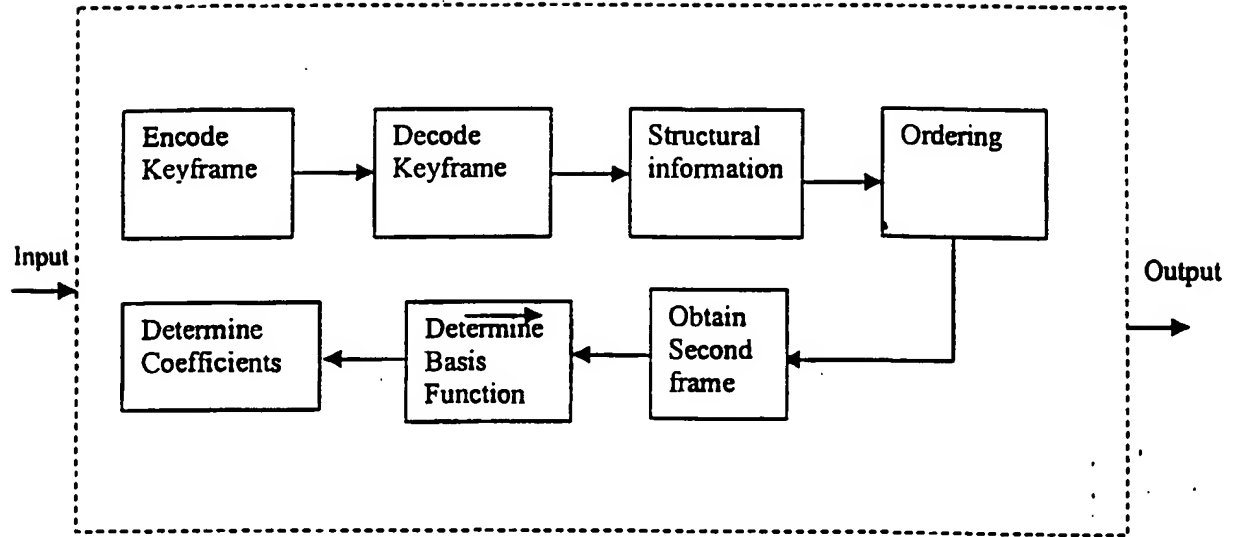 Encode
Keyframe
Decode
Keyframe
Structural
information
Ordering
Input
Output
Determine
Coefficients
Determine
Basis
Function
Obtain
Second
frame